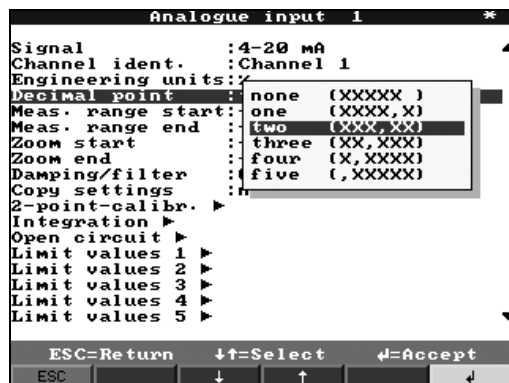 Analogue input 1 *
Signal :4-20 mA
Channel ident. :Channel 1
Engineering units:%
Decimal point :
Meas. range start:-
Meas. range end :-
Zoom start :-
Zoom end :-
Damping/filter :
Copy settings :n
2-point-calibr. ►
Integration ►
Open circuit ►
Limit values 1 ►
Limit values 2 ►
Limit values 3 ►
Limit values 4 ►
Limit values 5 ►
none (XXXXX )
one (XXXX,X)
two (XXX,XX)
three (XX,XXX)
four (X,XXXX)
five (,XXXXX)
ESC=Return ↓↑=Select ↲=Accept
ESC ↓ ↑ ↲